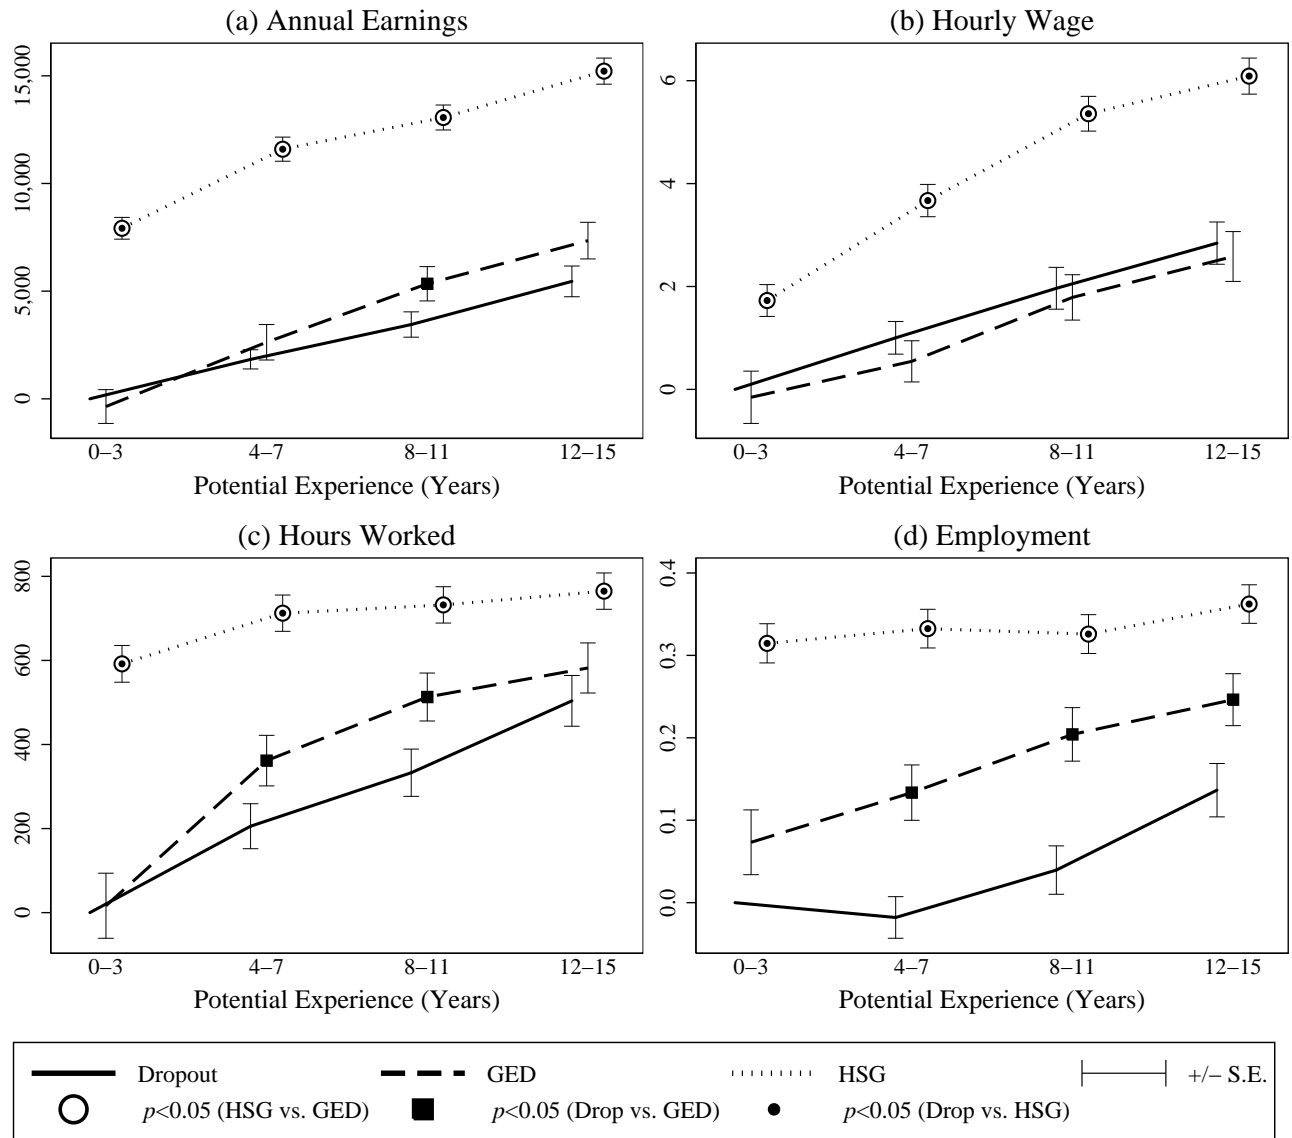 (a) Annual Earnings
15,000
10,000
5,000
0
0–3 4–7 8–11 12–15
Potential Experience (Years)
(b) Hourly Wage
6
4
2
0
0–3 4–7 8–11 12–15
Potential Experience (Years)
(c) Hours Worked
800
600
400
200
0
0–3 4–7 8–11 12–15
Potential Experience (Years)
(d) Employment
0.4
0.3
0.2
0.1
0.0
0–3 4–7 8–11 12–15
Potential Experience (Years)
Dropout GED HSG +/– S.E.
p<0.05 (HSG vs. GED) p<0.05 (Drop vs. GED) p<0.05 (Drop vs. HSG)